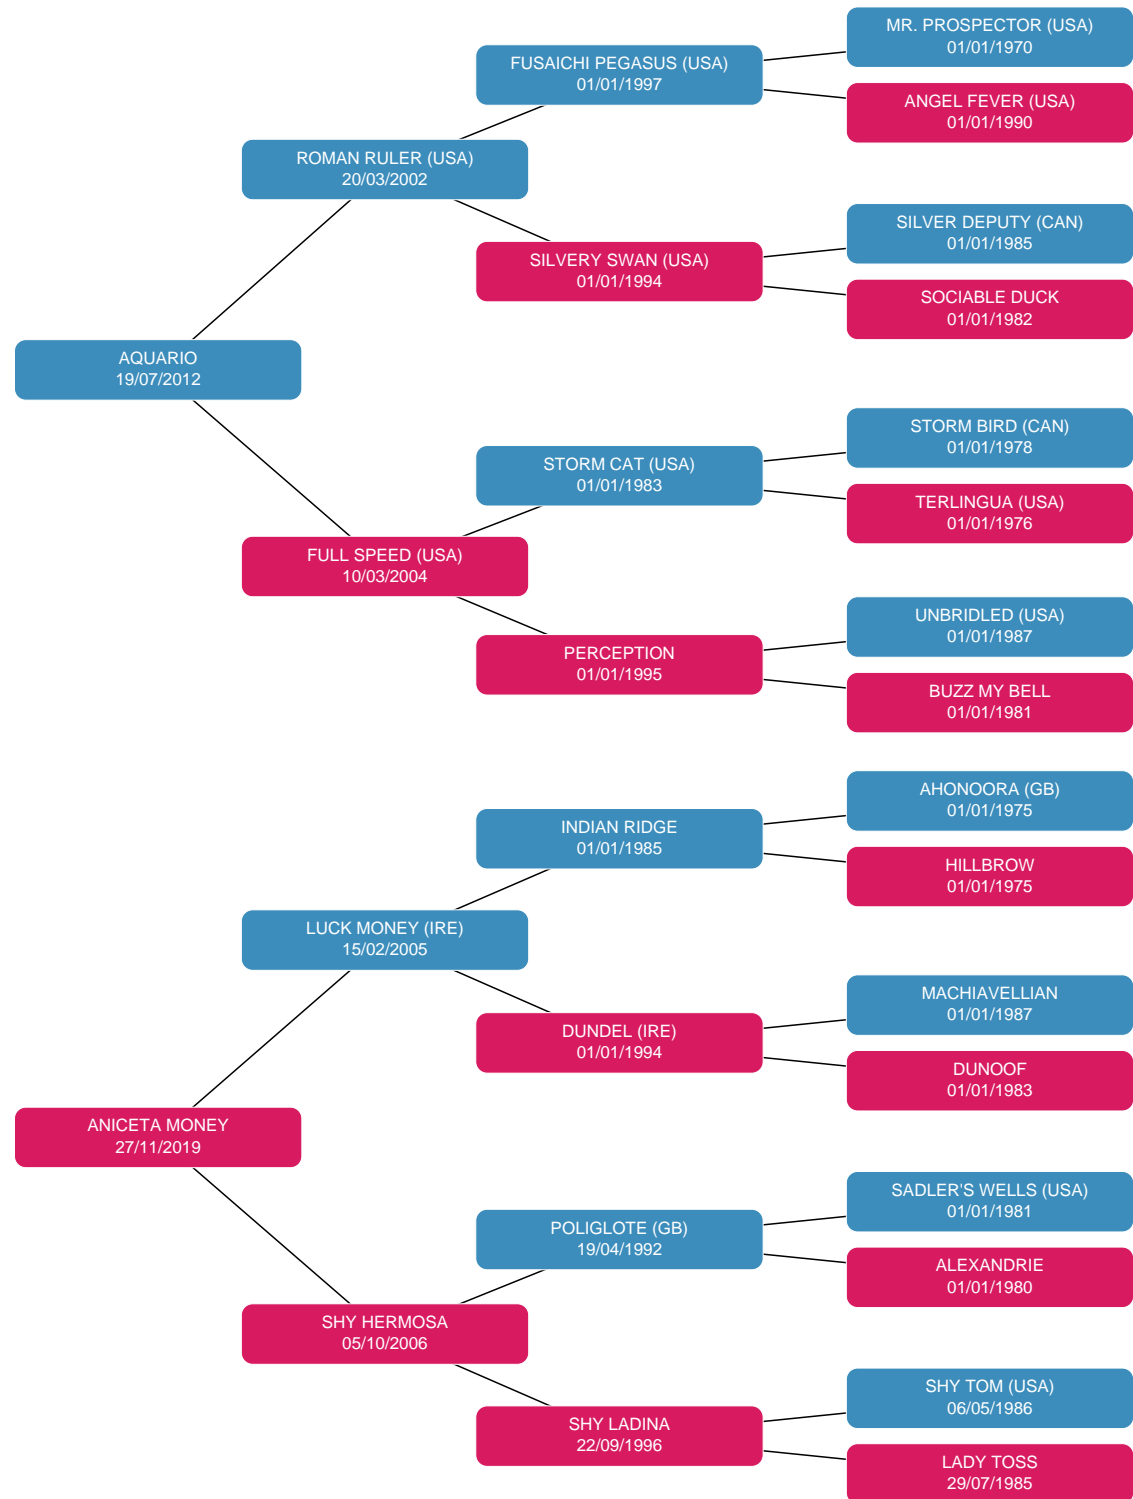 MR. PROSPECTOR (USA)
01/01/1970
FUSAICHI PEGASUS (USA)
01/01/1997
ANGEL FEVER (USA)
01/01/1990
ROMAN RULER (USA)
20/03/2002
SILVER DEPUTY (CAN)
01/01/1985
SILVERY SWAN (USA)
01/01/1994
SOCIABLE DUCK
01/01/1982
AQUARIO
19/07/2012
STORM BIRD (CAN)
01/01/1978
STORM CAT (USA)
01/01/1983
TERLINGUA (USA)
01/01/1976
FULL SPEED (USA)
10/03/2004
UNBRIDLED (USA)
01/01/1987
PERCEPTION
01/01/1995
BUZZ MY BELL
01/01/1981
AHONOORA (GB)
01/01/1975
INDIAN RIDGE
01/01/1985
HILLBROW
01/01/1975
LUCK MONEY (IRE)
15/02/2005
MACHIAVELLIAN
01/01/1987
DUNDEL (IRE)
01/01/1994
DUNOOF
01/01/1983
ANICETA MONEY
27/11/2019
SADLER'S WELLS (USA)
01/01/1981
POLIGLOTE (GB)
19/04/1992
ALEXANDRIE
01/01/1980
SHY HERMOSA
05/10/2006
SHY TOM (USA)
06/05/1986
SHY LADINA
22/09/1996
LADY TOSS
29/07/1985